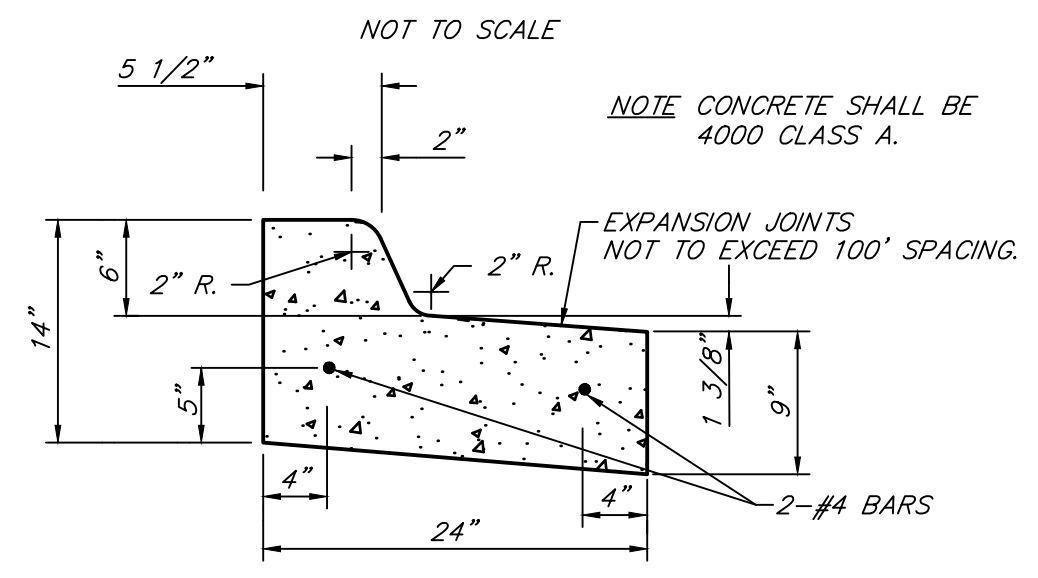 NOT TO SCALE
5 1/2"
NOTE CONCRETE SHALL BE
4000 CLASS A.
2"
EXPANSION JOINTS
NOT TO EXCEED 100' SPACING.
6"
2" R.
2" R.
14"
5"
1 3/8"
9"
4"
4"
2-#4 BARS
24"